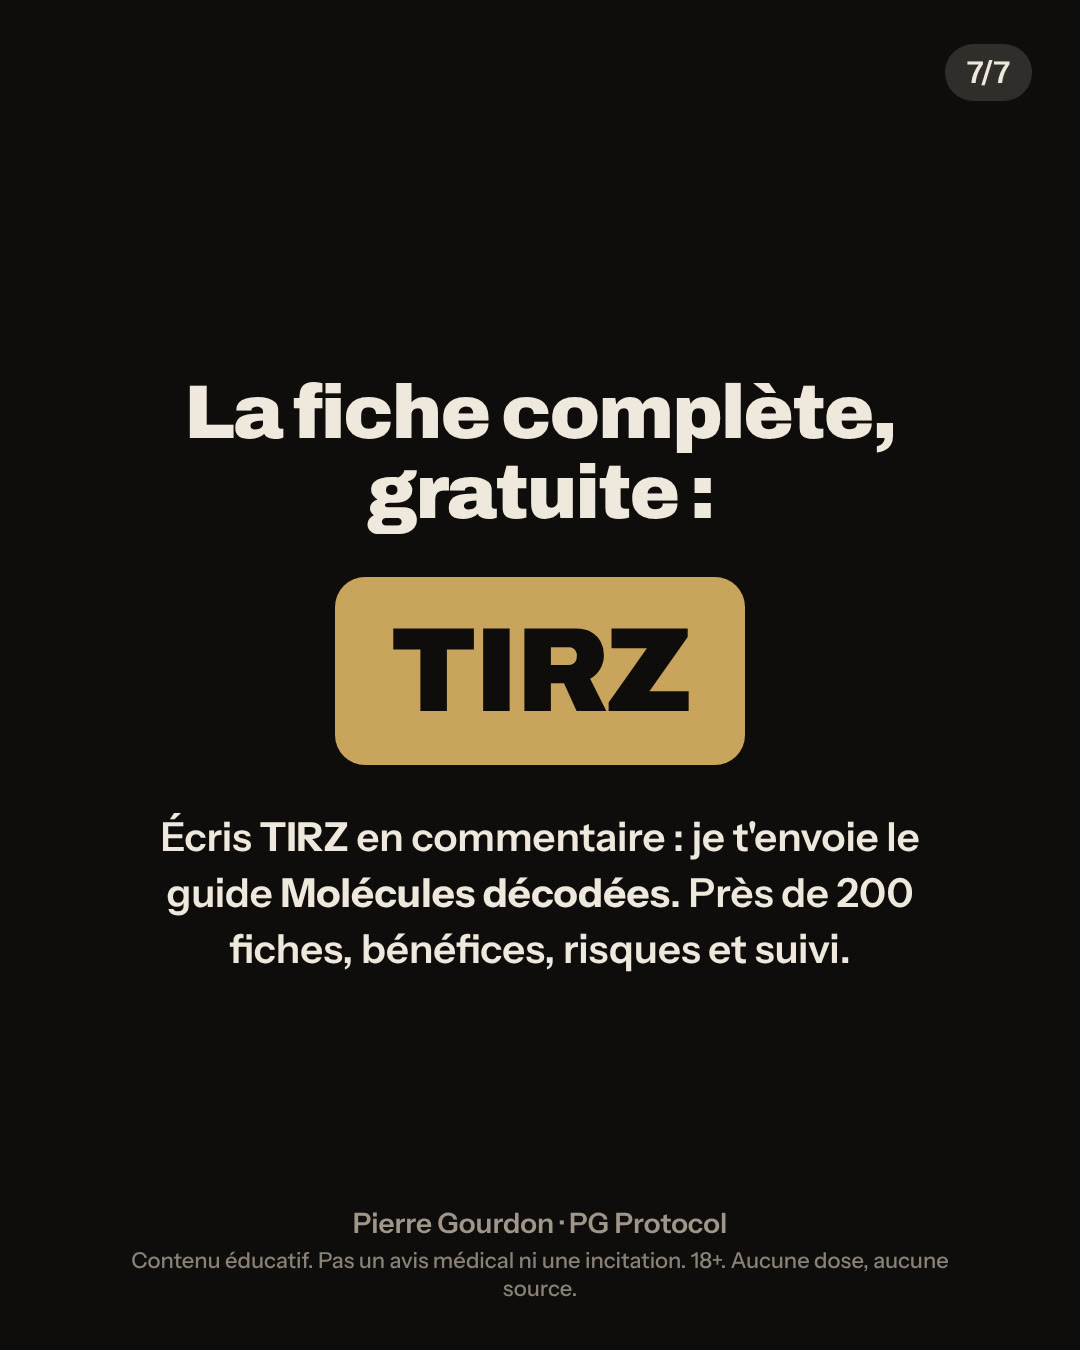 7/7
La fiche complète,
gratuite :
TIRZ
Écris TIRZ en commentaire : je t'envoie le
guide Molécules décodées. Près de 200
fiches, bénéfices, risques et suivi.
Pierre Gourdon · PG Protocol
Contenu éducatif. Pas un avis médical ni une incitation. 18+. Aucune dose, aucune
source.